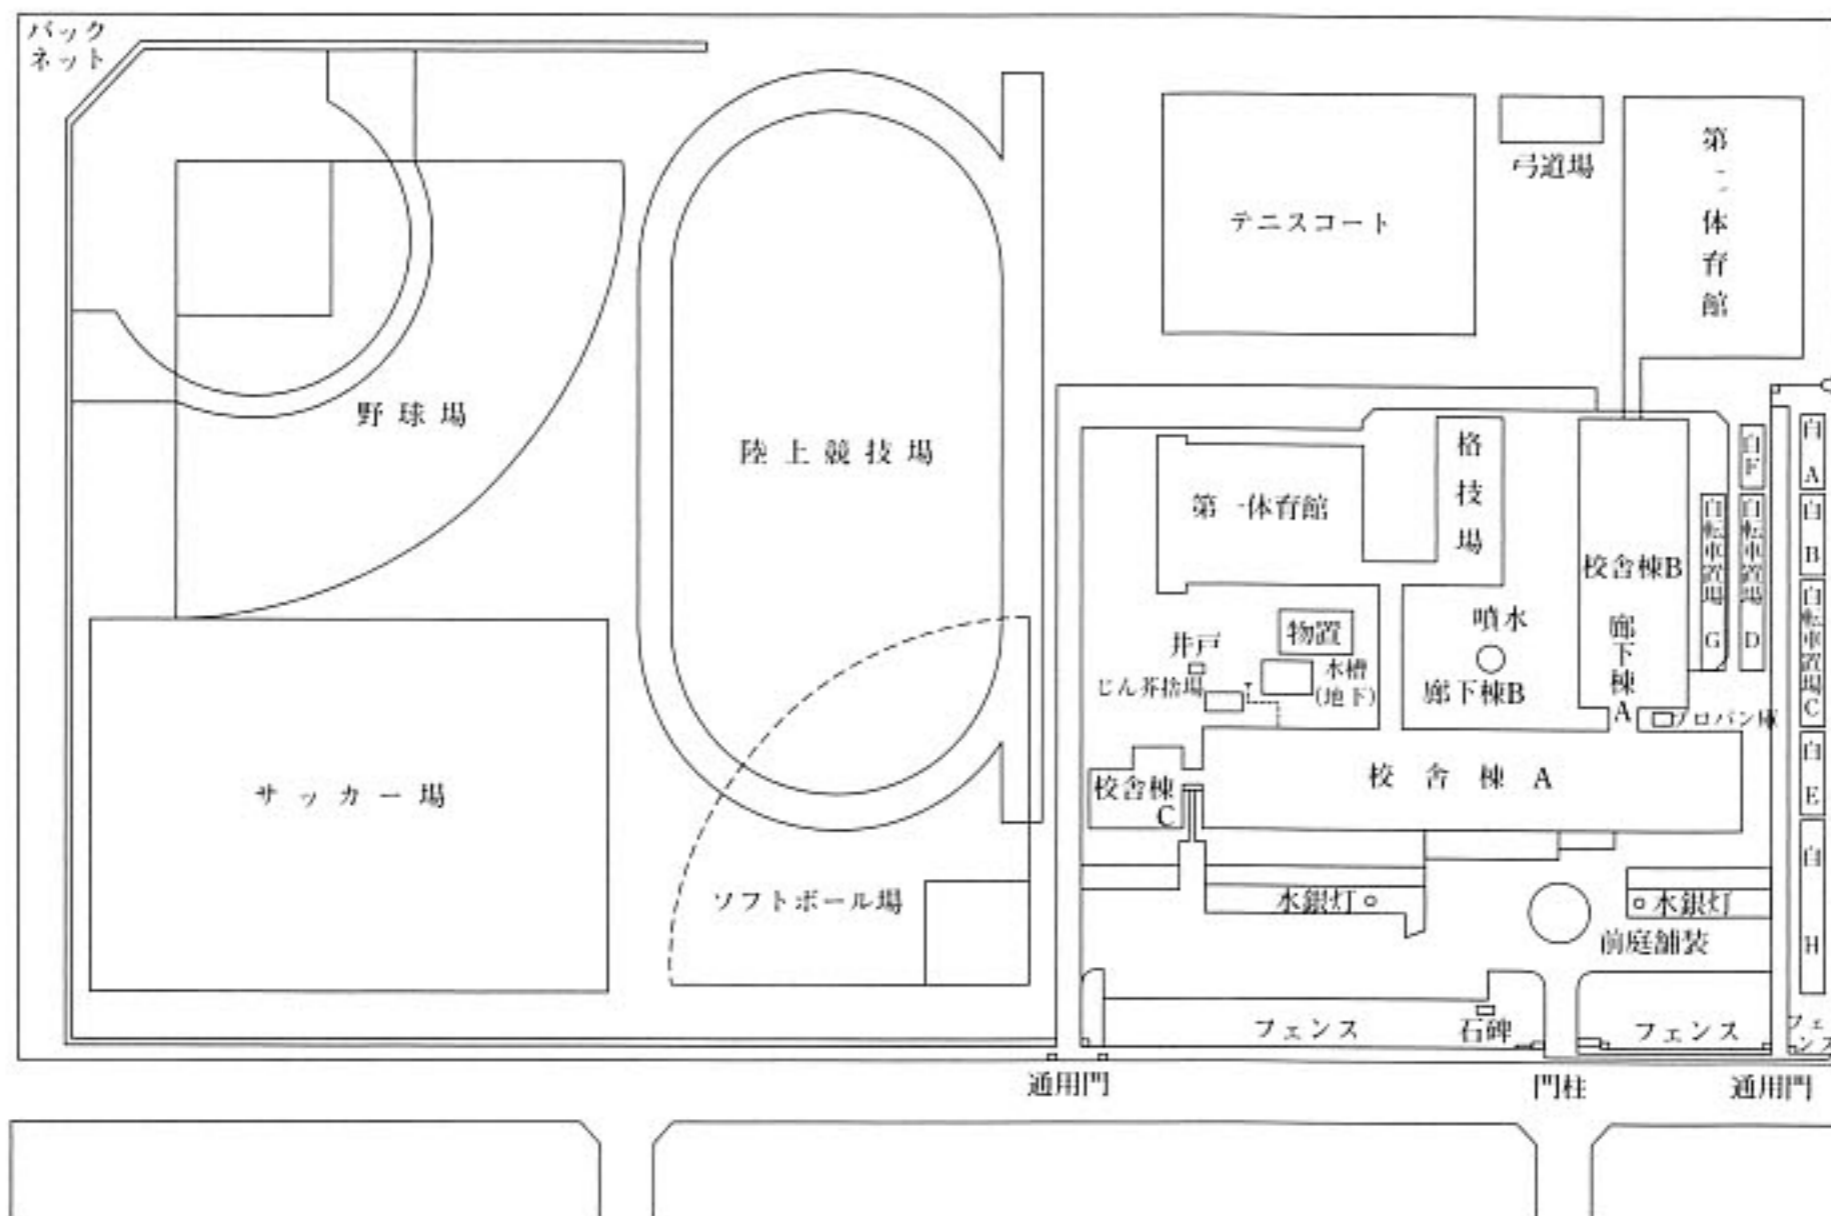 バック
ネット
野球場
陸上競技場
サッカー場
ソフトボール場
テニスコート
弓道場
第二体育館
第一体育館
格技場
校舎棟B
廊下棟A
噴水
廊下棟B
物置
井戸
水槽
(地下)
じん芥捨場
プロパン庫
校舎棟A
校舎棟
C
自F
自転車置場G
自転車置場D
自A
自B
自転車置場C
自E
自H
水銀灯
水銀灯
前庭舗装
フェンス
石碑
フェンス
フェ
ンス
通用門
門柱
通用門